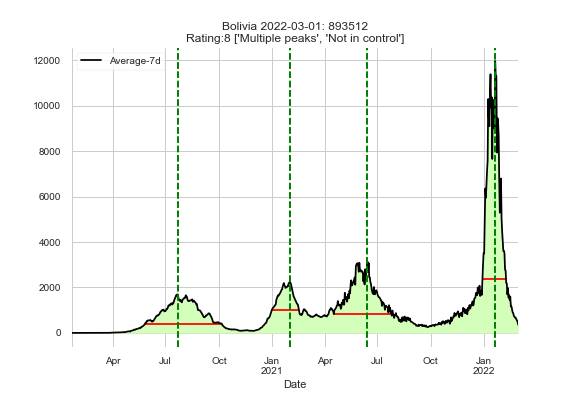 Bolivia 2022-03-01: 893512
Rating:8 ['Multiple peaks', 'Not in control']
Average-7d
12000
10000
8000
6000
4000
2000
0
Apr Jul Oct Jan Apr Jul Oct Jan
2021 2022
Date